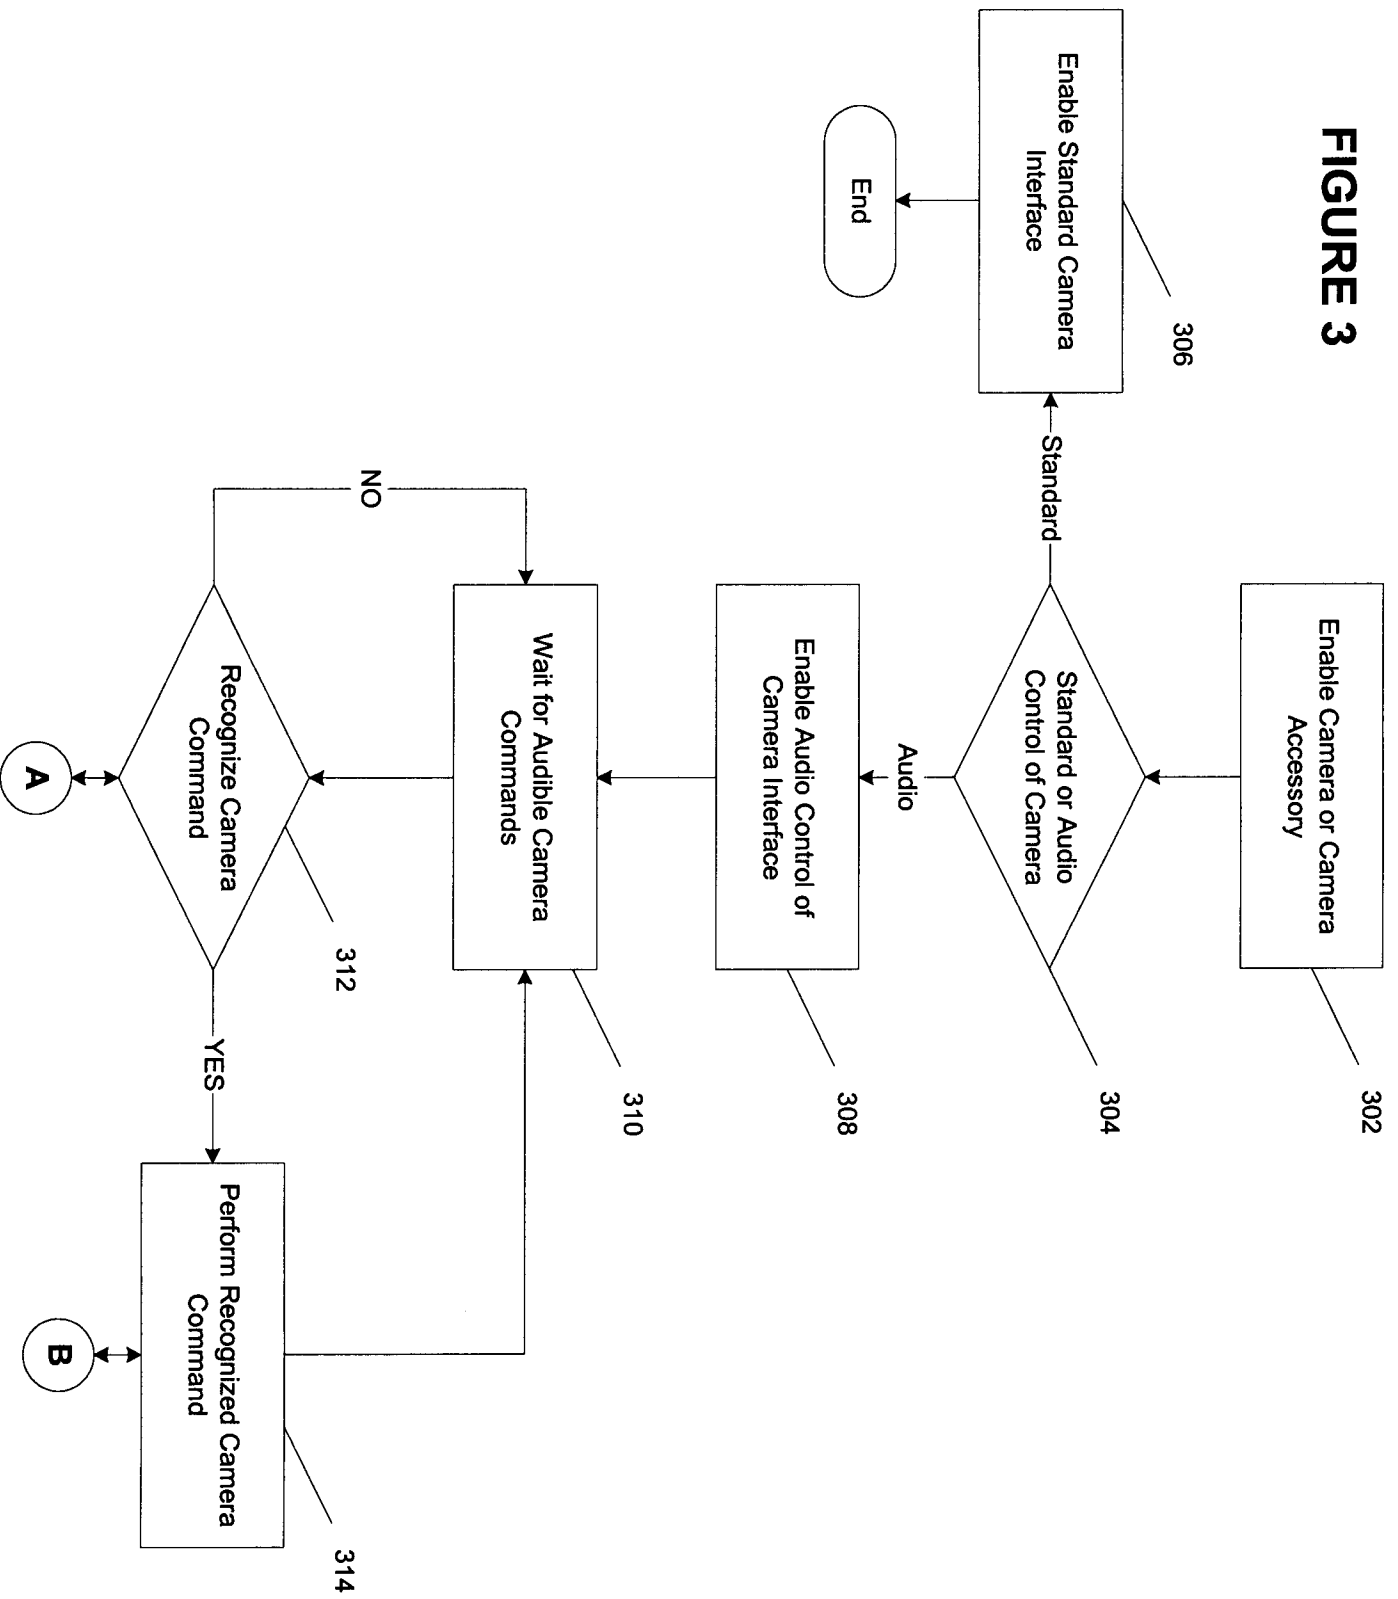 FIGURE 3
Enable Camera or Camera
Accessory
302
Standard or Audio
Control of Camera
304
Standard
Enable Standard Camera
Interface
306
End
Audio
Enable Audio Control of
Camera Interface
308
Wait for Audible Camera
Commands
310
NO
Recognize Camera
Command
312
YES
Perform Recognized Camera
Command
314
A
B